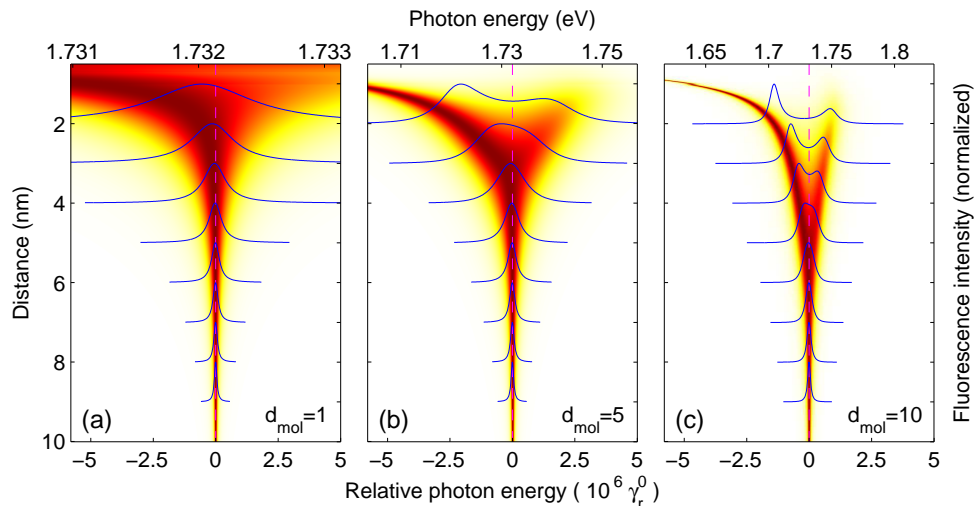 Photon energy (eV)
1.731 1.732 1.733 1.71 1.73 1.75 1.65 1.7 1.75 1.8
Distance (nm)
2
4
6
8
10
(a) d_mol=1
(b) d_mol=5
(c) d_mol=10
Fluorescence intensity (normalized)
−5 −2.5 0 2.5 5 −5 −2.5 0 2.5 5 −5 −2.5 0 2.5 5
Relative photon energy ( 10^6 γ_r^0 )